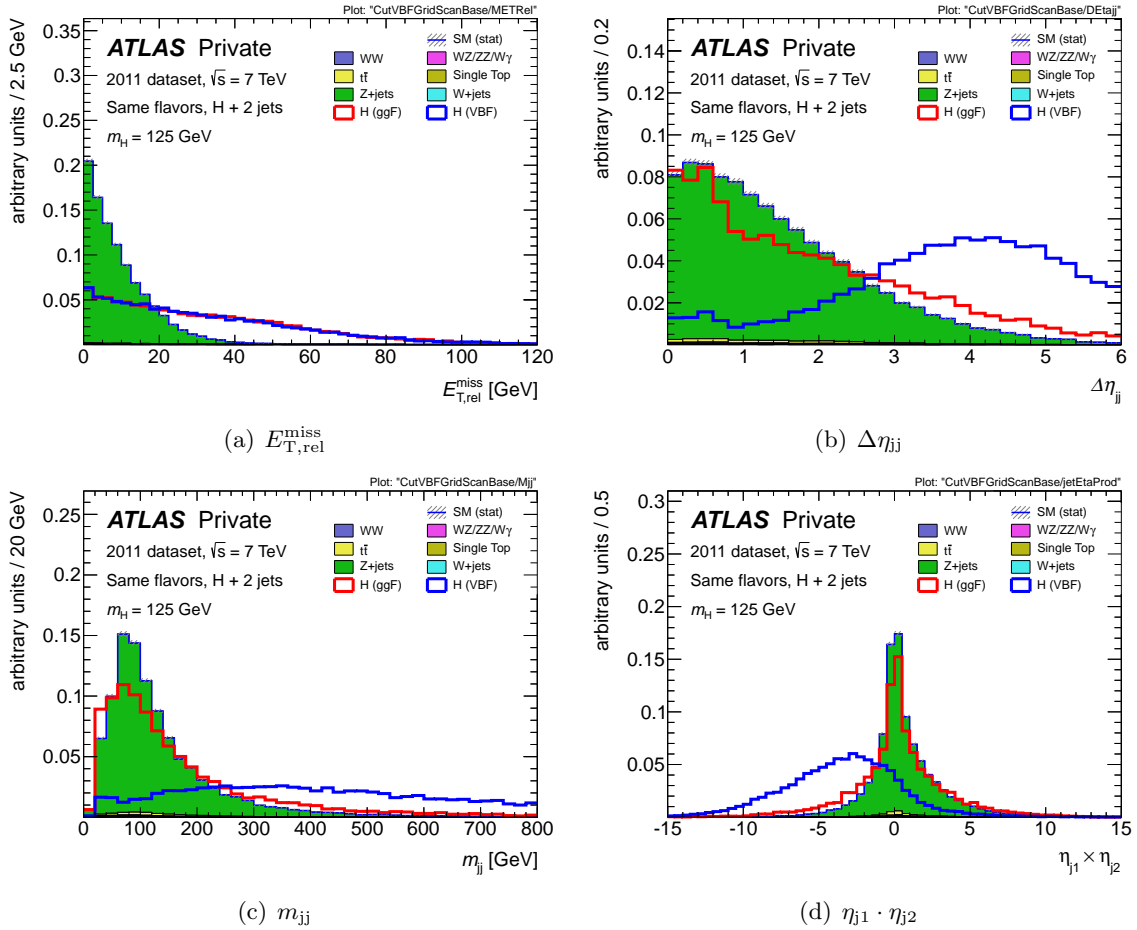 Plot: "CutVBFGridScanBase/METRel"
arbitrary units / 2.5 GeV
0.35
0.3
0.25
0.2
0.15
0.1
0.05
ATLAS Private
2011 dataset, √s = 7 TeV
Same flavors, H + 2 jets
m_H = 125 GeV
SM (stat)
WW WZ/ZZ/Wγ
tt̄ Single Top
Z+jets W+jets
H (ggF) H (VBF)
0 20 40 60 80 100 120
E_T,rel^miss [GeV]
(a) E_T,rel^miss
Plot: "CutVBFGridScanBase/DEtajj"
arbitrary units / 0.2
0.14
0.12
0.1
0.08
0.06
0.04
0.02
ATLAS Private
2011 dataset, √s = 7 TeV
Same flavors, H + 2 jets
m_H = 125 GeV
SM (stat)
WW WZ/ZZ/Wγ
tt̄ Single Top
Z+jets W+jets
H (ggF) H (VBF)
0 1 2 3 4 5 6
Δη_jj
(b) Δη_jj
Plot: "CutVBFGridScanBase/Mjj"
arbitrary units / 20 GeV
0.25
0.2
0.15
0.1
0.05
ATLAS Private
2011 dataset, √s = 7 TeV
Same flavors, H + 2 jets
m_H = 125 GeV
SM (stat)
WW WZ/ZZ/Wγ
tt̄ Single Top
Z+jets W+jets
H (ggF) H (VBF)
0 100 200 300 400 500 600 700 800
m_jj [GeV]
(c) m_jj
Plot: "CutVBFGridScanBase/jetEtaProd"
arbitrary units / 0.5
0.3
0.25
0.2
0.15
0.1
0.05
ATLAS Private
2011 dataset, √s = 7 TeV
Same flavors, H + 2 jets
m_H = 125 GeV
SM (stat)
WW WZ/ZZ/Wγ
tt̄ Single Top
Z+jets W+jets
H (ggF) H (VBF)
-15 -10 -5 0 5 10 15
η_j1 × η_j2
(d) η_j1 · η_j2